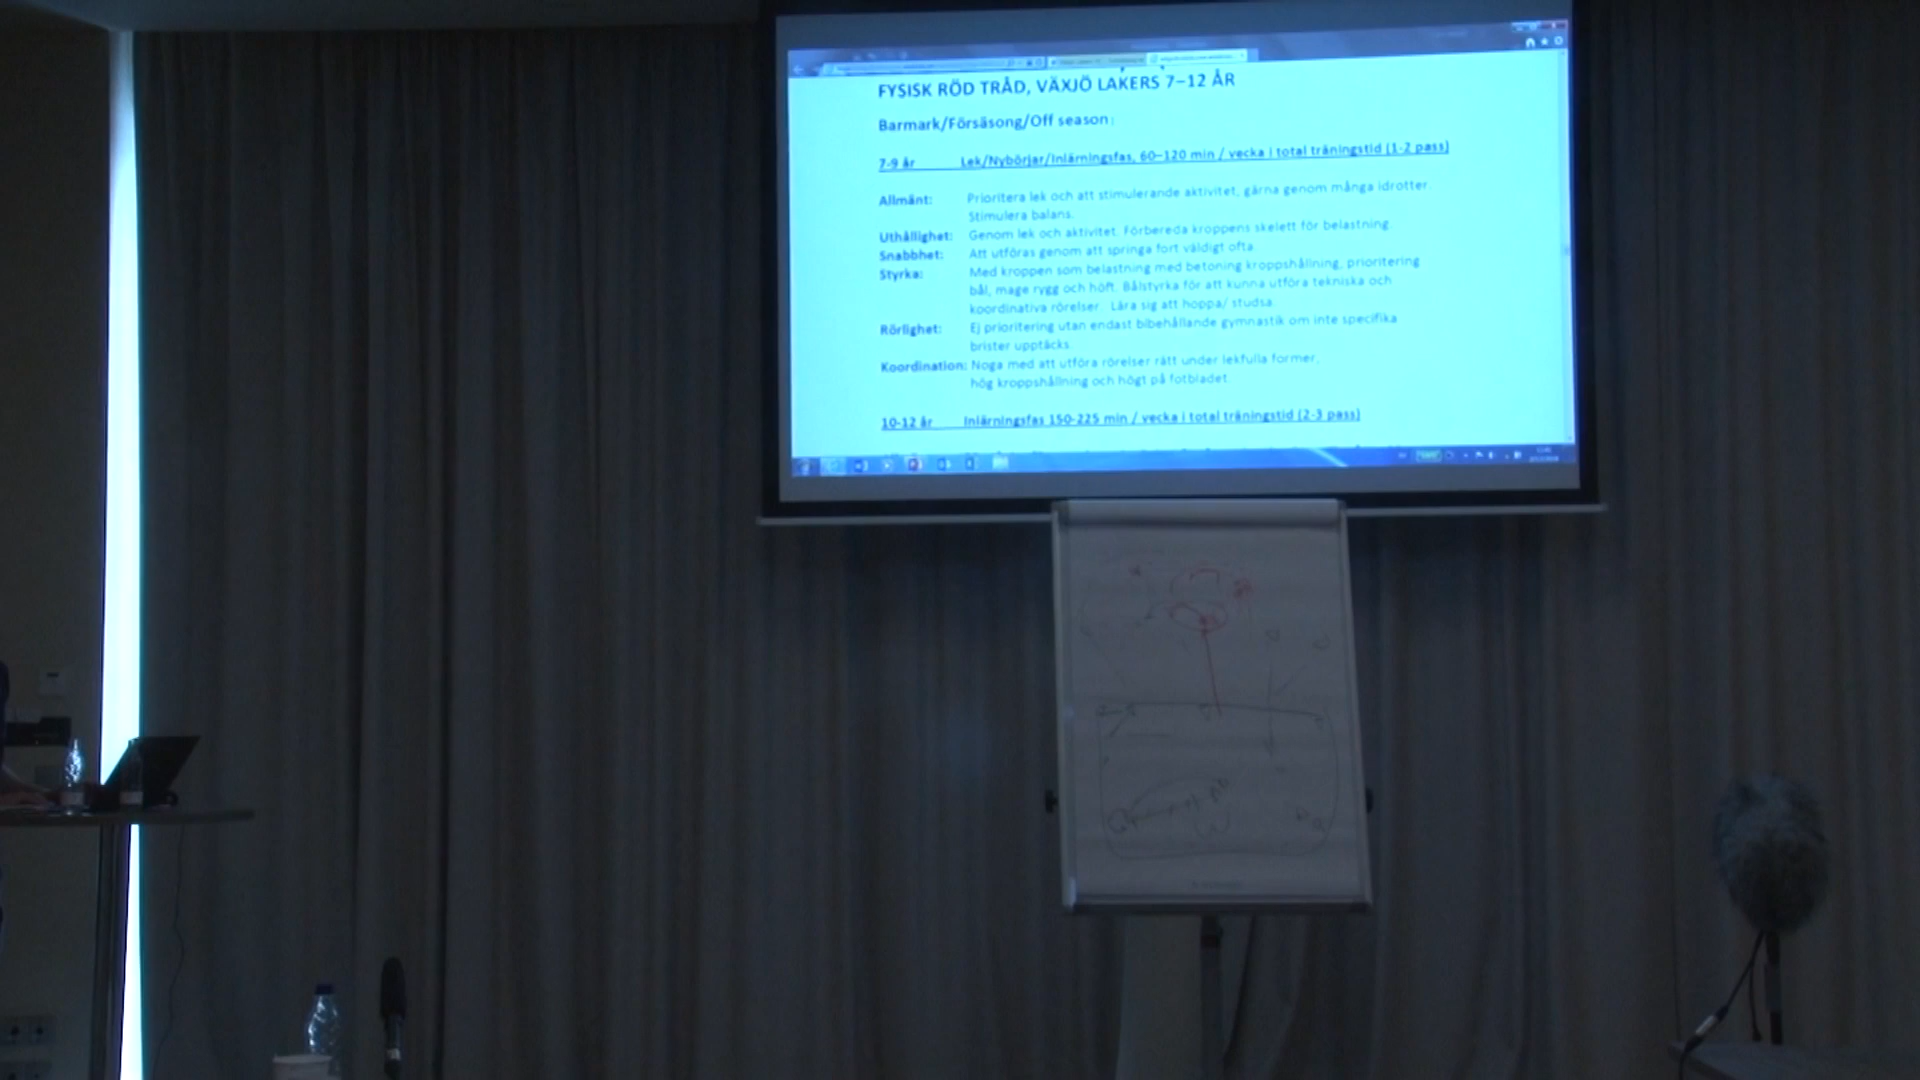 FYSISK RÖD TRÅD, VÄXJÖ LAKERS 7–12 ÅR
Barmark/Försäsong/Off season:
7-9 år Lek/Nybörjar/Inlärningsfas, 60–120 min / vecka i total träningstid (1-2 pass)
Allmänt: Prioritera lek och att stimulerande aktivitet, gärna genom många idrotter.
Stimulera balans.
Uthållighet: Genom lek och aktivitet. Förbereda kroppens skelett för belastning.
Snabbhet: Att utföras genom att springa fort väldigt ofta
Styrka: Med kroppen som belastning med betoning kroppshållning, prioritering
bål, mage rygg och höft. Bålstyrka för att kunna utföra tekniska och
koordinativa rörelser. Lära sig att hoppa/ studsa.
Rörlighet: Ej prioritering utan endast bibehållande gymnastik om inte specifika
brister upptäcks.
Koordination: Noga med att utföra rörelser rätt under lekfulla former,
hög kroppshållning och högt på fotbladet
10-12 år Inlärningsfas 150-225 min / vecka i total träningstid (2-3 pass)